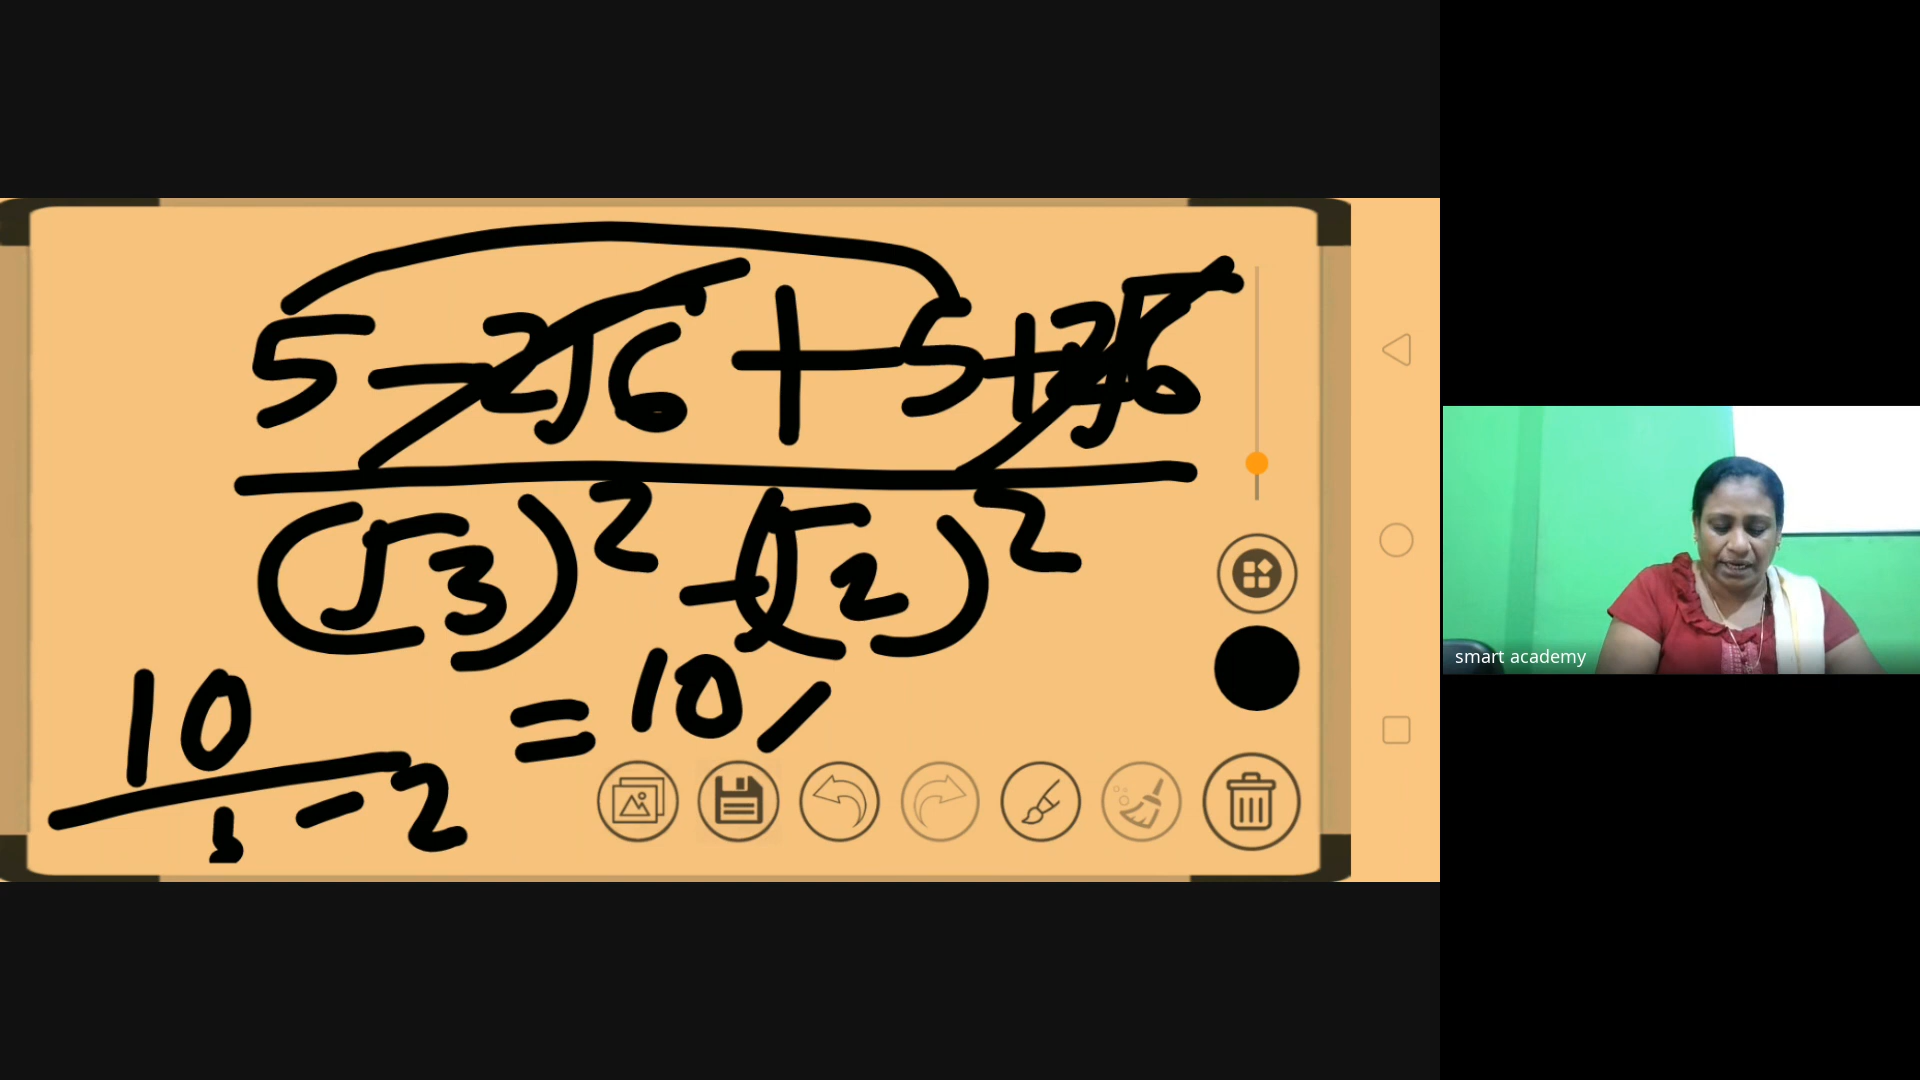 5-2√6+5+2√6
(√3)²-(√2)²
10 = 10/
3-2
smart academy